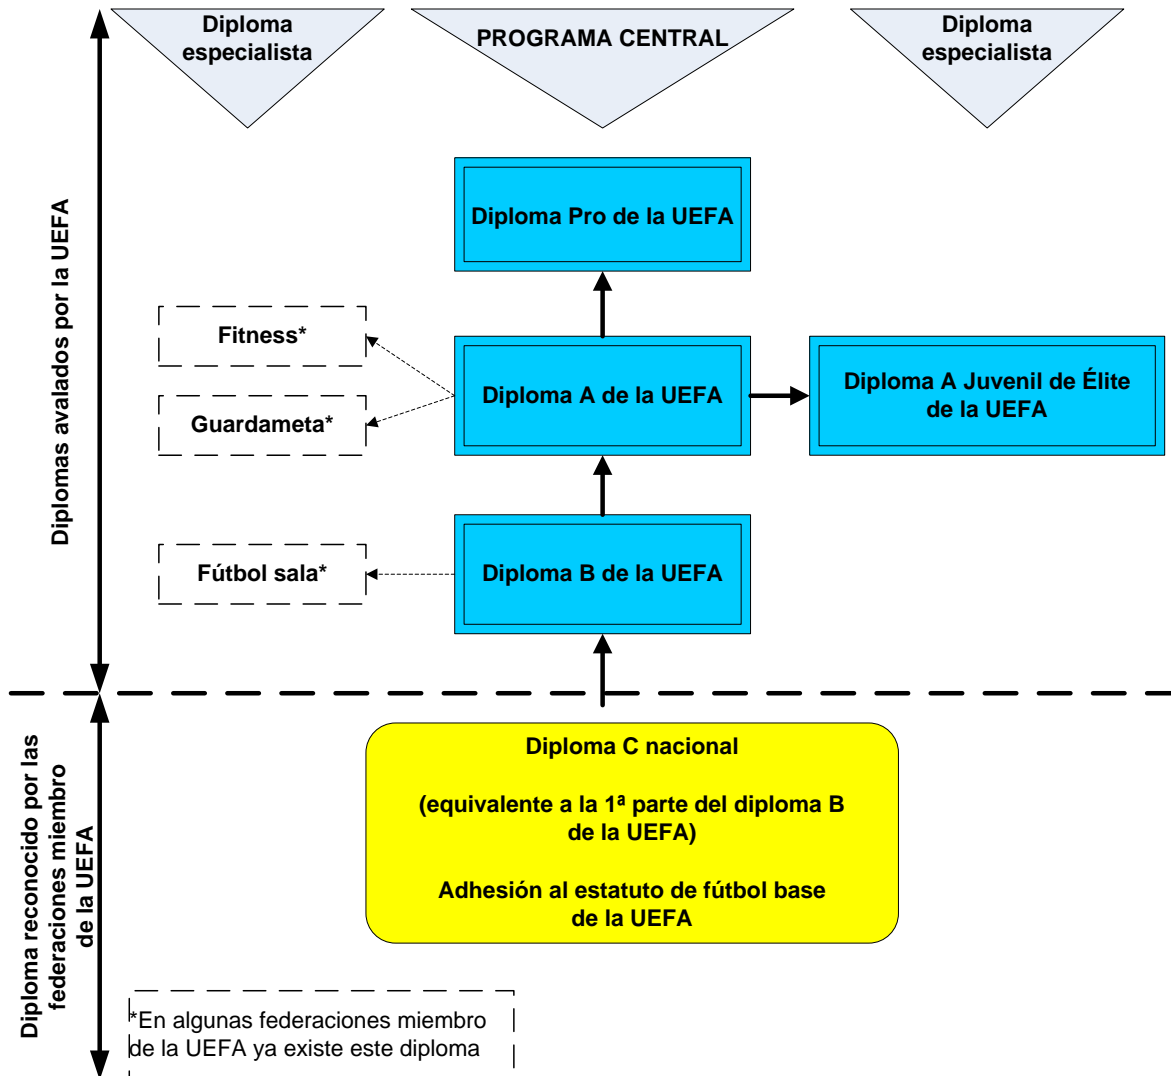 Diploma
especialista
PROGRAMA CENTRAL
Diploma
especialista
Diplomas avalados por la UEFA
Diploma Pro de la UEFA
Fitness*
Guardameta*
Diploma A de la UEFA
Diploma A Juvenil de Élite
de la UEFA
Fútbol sala*
Diploma B de la UEFA
Diploma reconocido por las
federaciones miembro
de la UEFA
Diploma C nacional
(equivalente a la 1ª parte del diploma B
de la UEFA)
Adhesión al estatuto de fútbol base
de la UEFA
*En algunas federaciones miembro
de la UEFA ya existe este diploma